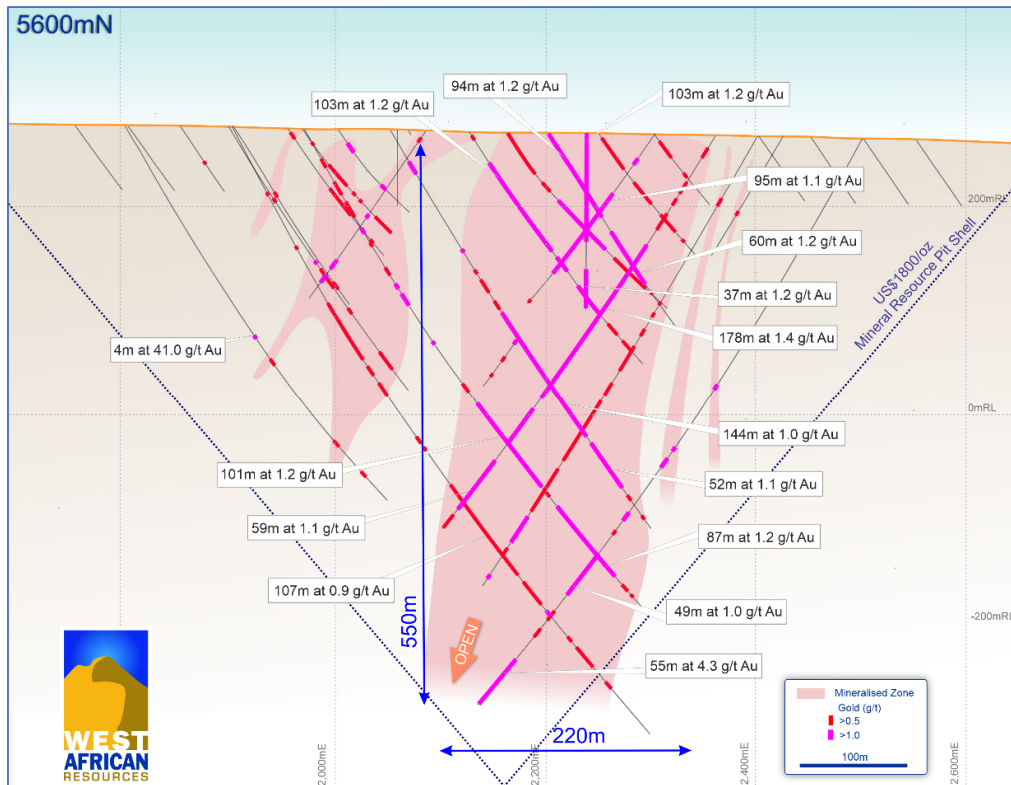 5600mN
94m at 1.2 g/t Au
103m at 1.2 g/t Au
103m at 1.2 g/t Au
95m at 1.1 g/t Au
200mRL
60m at 1.2 g/t Au
US$1800/oz
Mineral Resource Pit Shell
37m at 1.2 g/t Au
178m at 1.4 g/t Au
4m at 41.0 g/t Au
0mRL
144m at 1.0 g/t Au
101m at 1.2 g/t Au
52m at 1.1 g/t Au
59m at 1.1 g/t Au
87m at 1.2 g/t Au
107m at 0.9 g/t Au
550m
49m at 1.0 g/t Au
-200mRL
OPEN
55m at 4.3 g/t Au
Mineralised Zone
Gold (g/t)
>0.5
>1.0
100m
220m
WEST
AFRICAN
RESOURCES
2,000mE
2,200mE
2,400mE
2,600mE